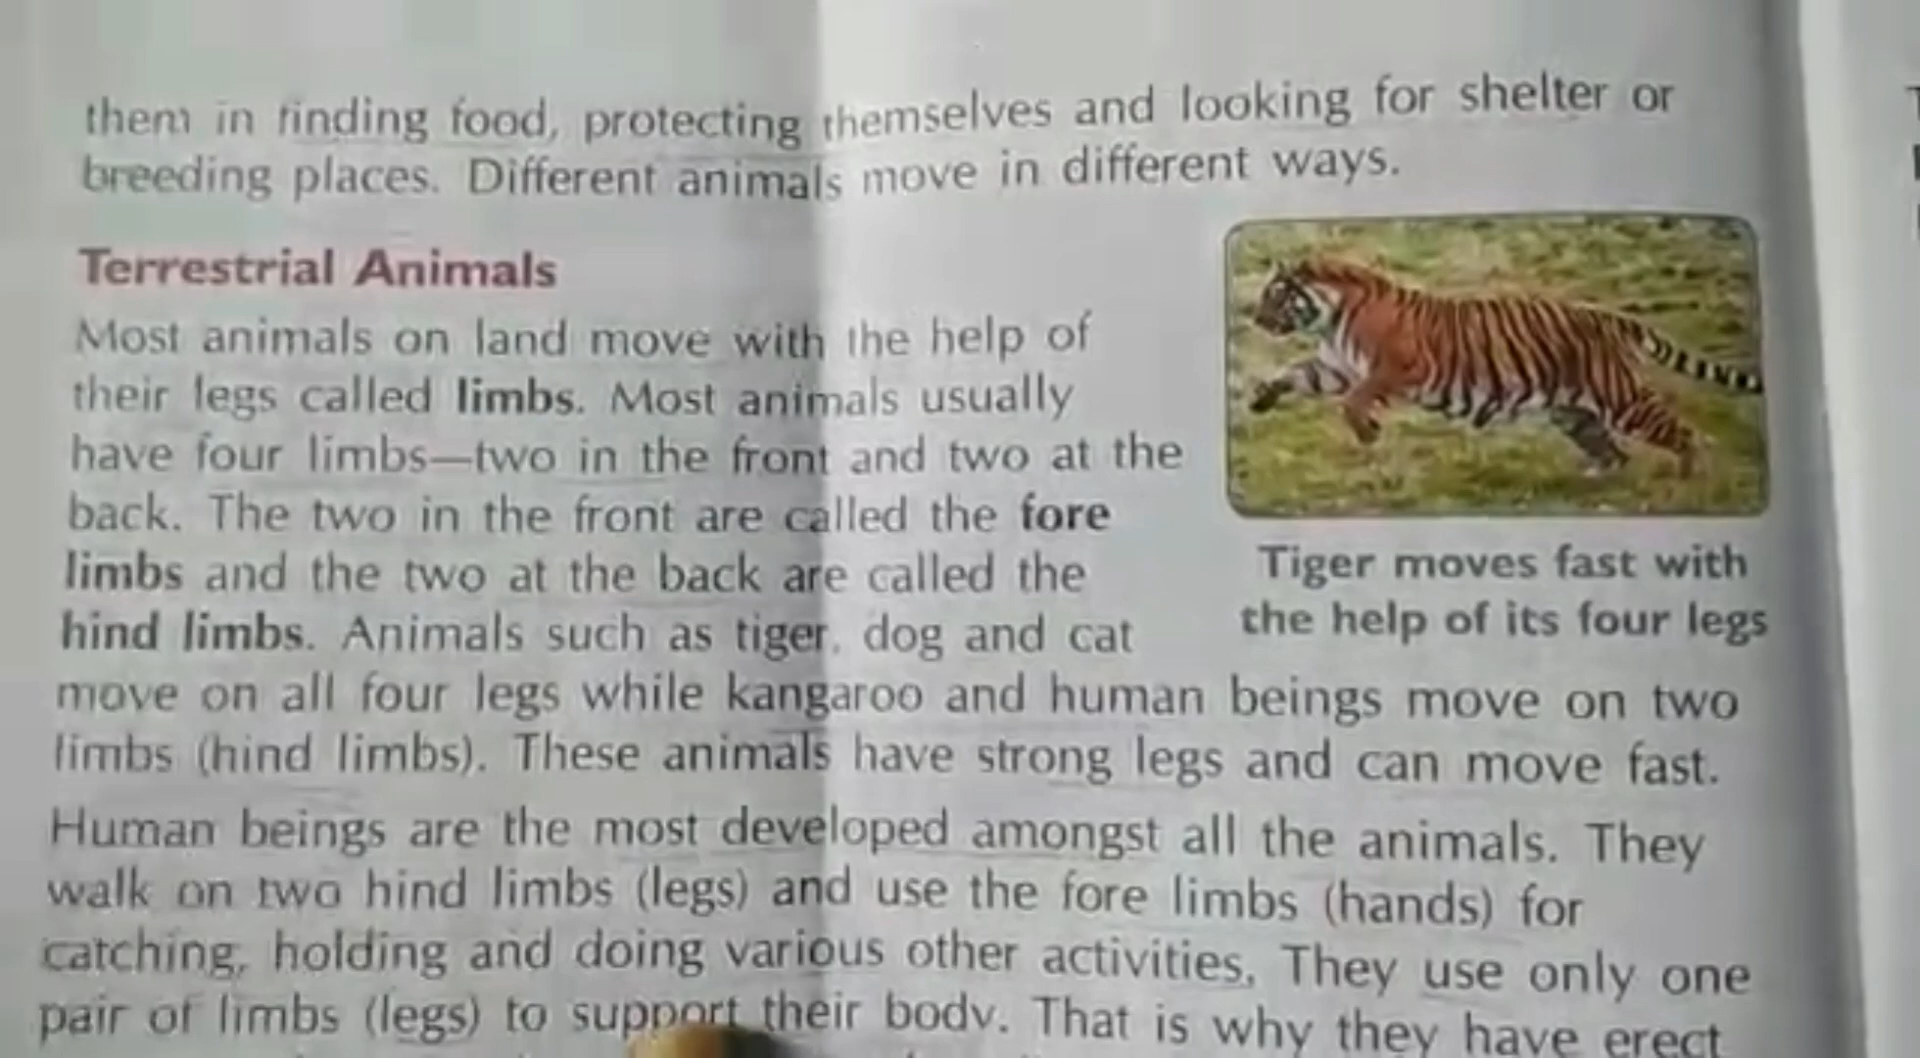 them in finding food, protecting themselves and looking for shelter or
breeding places. Different animals move in different ways.
Terrestrial Animals
Most animals on land move with the help of
their legs called limbs. Most animals usually
have four limbs—two in the front and two at the
back. The two in the front are called the fore
limbs and the two at the back are called the
hind limbs. Animals such as tiger, dog and cat
move on all four legs while kangaroo and human beings move on two
limbs (hind limbs). These animals have strong legs and can move fast.
Tiger moves fast with
the help of its four legs
Human beings are the most developed amongst all the animals. They
walk on two hind limbs (legs) and use the fore limbs (hands) for
catching, holding and doing various other activities. They use only one
pair of limbs (legs) to support their body. That is why they have erect